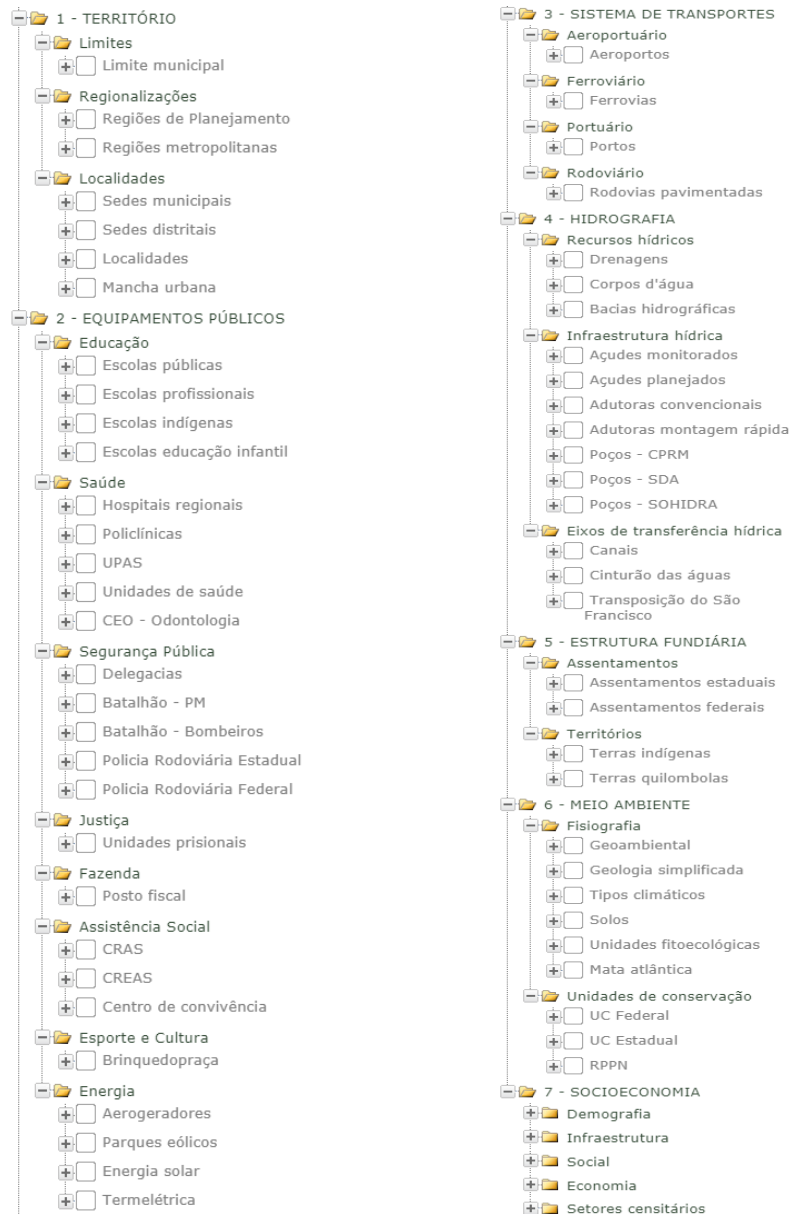 1 - TERRITÓRIO
Limites
Limite municipal
Regionalizações
Regiões de Planejamento
Regiões metropolitanas
Localidades
Sedes municipais
Sedes distritais
Localidades
Mancha urbana
2 - EQUIPAMENTOS PÚBLICOS
Educação
Escolas públicas
Escolas profissionais
Escolas indígenas
Escolas educação infantil
Saúde
Hospitais regionais
Policlínicas
UPAS
Unidades de saúde
CEO - Odontologia
Segurança Pública
Delegacias
Batalhão - PM
Batalhão - Bombeiros
Policia Rodoviária Estadual
Policia Rodoviária Federal
Justiça
Unidades prisionais
Fazenda
Posto fiscal
Assistência Social
CRAS
CREAS
Centro de convivência
Esporte e Cultura
Brinquedopraça
Energia
Aerogeradores
Parques eólicos
Energia solar
Termelétrica
3 - SISTEMA DE TRANSPORTES
Aeroportuário
Aeroportos
Ferroviário
Ferrovias
Portuário
Portos
Rodoviário
Rodovias pavimentadas
4 - HIDROGRAFIA
Recursos hídricos
Drenagens
Corpos d'água
Bacias hidrográficas
Infraestrutura hídrica
Açudes monitorados
Açudes planejados
Adutoras convencionais
Adutoras montagem rápida
Poços - CPRM
Poços - SDA
Poços - SOHIDRA
Eixos de transferência hídrica
Canais
Cinturão das águas
Transposição do São
Francisco
5 - ESTRUTURA FUNDIÁRIA
Assentamentos
Assentamentos estaduais
Assentamentos federais
Territórios
Terras indígenas
Terras quilombolas
6 - MEIO AMBIENTE
Fisiografia
Geoambiental
Geologia simplificada
Tipos climáticos
Solos
Unidades fitoecológicas
Mata atlântica
Unidades de conservação
UC Federal
UC Estadual
RPPN
7 - SOCIOECONOMIA
Demografia
Infraestrutura
Social
Economia
Setores censitários